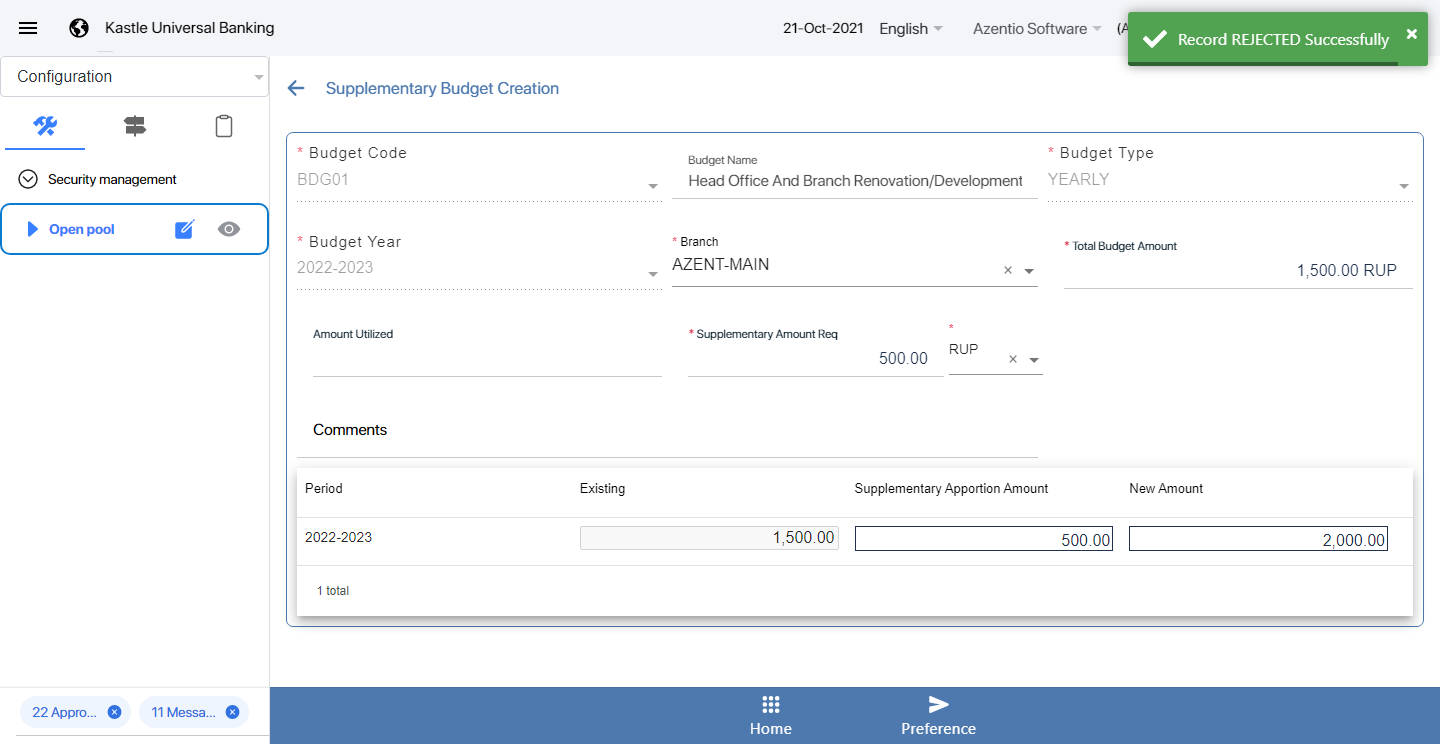 Kastle Universal Banking
21-Oct-2021
English
Azentio Software
(A
Record REJECTED Successfully
Configuration
Security management
Open pool
Supplementary Budget Creation
* Budget Code
BDG01
Budget Name
Head Office And Branch Renovation/Development
* Budget Type
YEARLY
* Budget Year
2022-2023
* Branch
AZENT-MAIN
* Total Budget Amount
1,500.00 RUP
Amount Utilized
* Supplementary Amount Req
500.00
*
RUP
Comments
Period Existing Supplementary Apportion Amount New Amount
2022-2023 1,500.00 500.00 2,000.00
1 total
22 Appro...
11 Messa...
Home
Preference